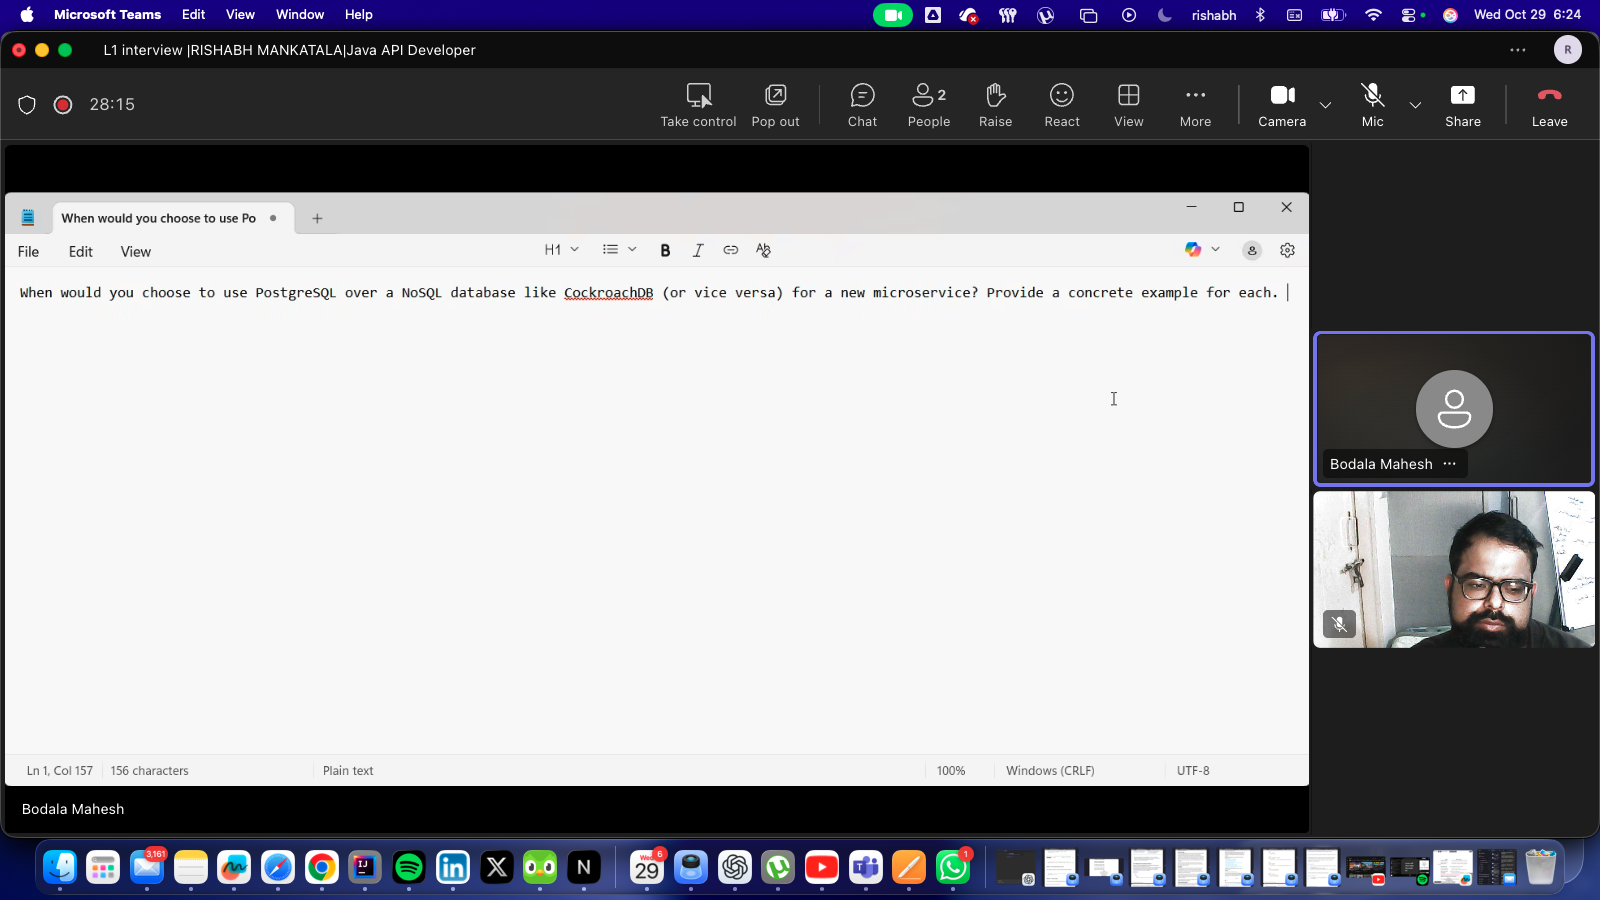 Microsoft Teams Edit View Window Help rishabh Wed Oct 29 6:24
L1 interview |RISHABH MANKATALA|Java API Developer R
28:15
Take control Pop out Chat People 2 Raise React View More Camera Mic Share Leave
When would you choose to use Po
File Edit View H1 B I
When would you choose to use PostgreSQL over a NoSQL database like CockroachDB (or vice versa) for a new microservice? Provide a concrete example for each.
Bodala Mahesh
Ln 1, Col 157 156 characters Plain text 100% Windows (CRLF) UTF-8
Bodala Mahesh
3,161 IJ in X N Wed 29 6 1